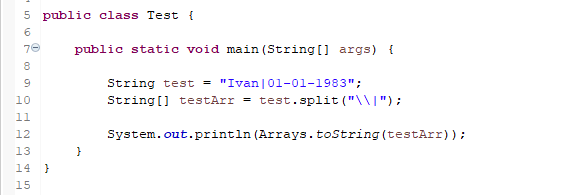 5 public class Test {
6
7 public static void main(String[] args) {
8
9 String test = "Ivan|01-01-1983";
10 String[] testArr = test.split("\\|");
11
12 System.out.println(Arrays.toString(testArr));
13 }
14 }
15